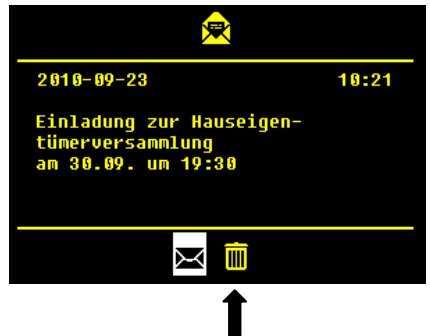 2010-09-23 10:21
Einladung zur Hauseigen-
tümerversammlung
am 30.09. um 19:30